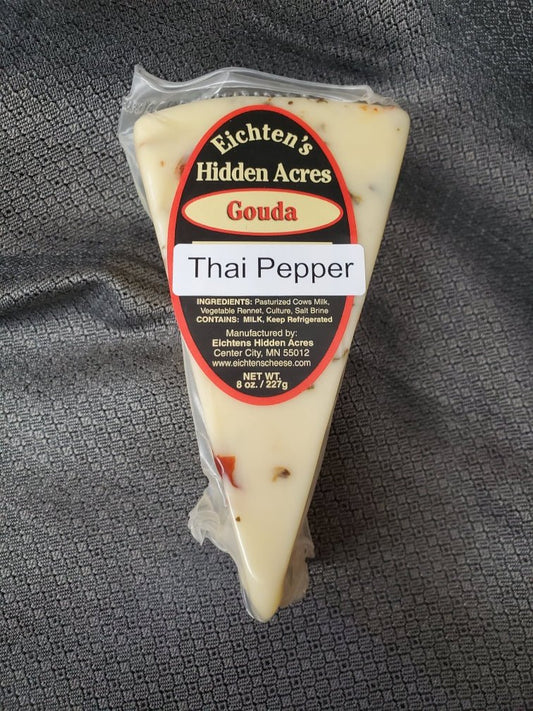 Eichten's
Hidden Acres
Gouda
Thai Pepper
INGREDIENTS: Pasturized Cows Milk,
Vegetable Rennet, Culture, Salt Brine
CONTAINS: MILK, Keep Refrigerated
Manufactured by:
Eichtens Hidden Acres
Center City, MN 55012
www.eichtenscheese.com
NET WT.
8 oz. / 227g